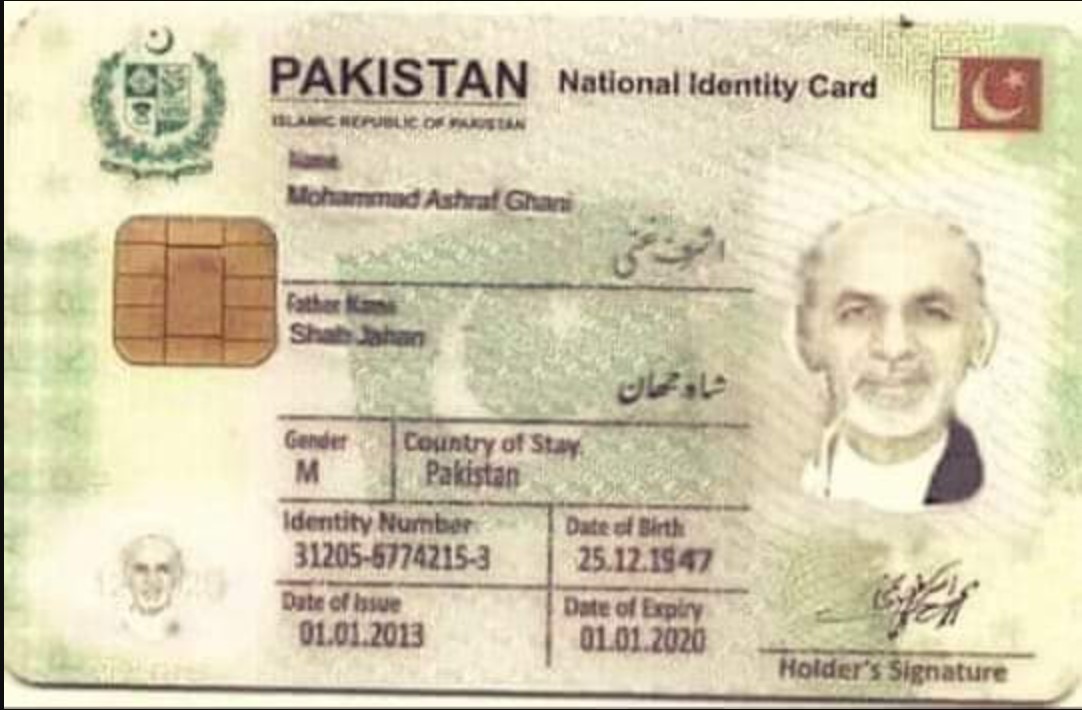 PAKISTAN National Identity Card
ISLAMIC REPUBLIC OF PAKISTAN
Name
Mohammad Ashraf Ghani
اشرف غنی
Father Name
Shah Jahan
شاہ جهان
Gender
M
Country of Stay
Pakistan
Identity Number
31205-6774215-3
Date of Birth
25.12.1947
Date of Issue
01.01.2013
Date of Expiry
01.01.2020
Holder's Signature